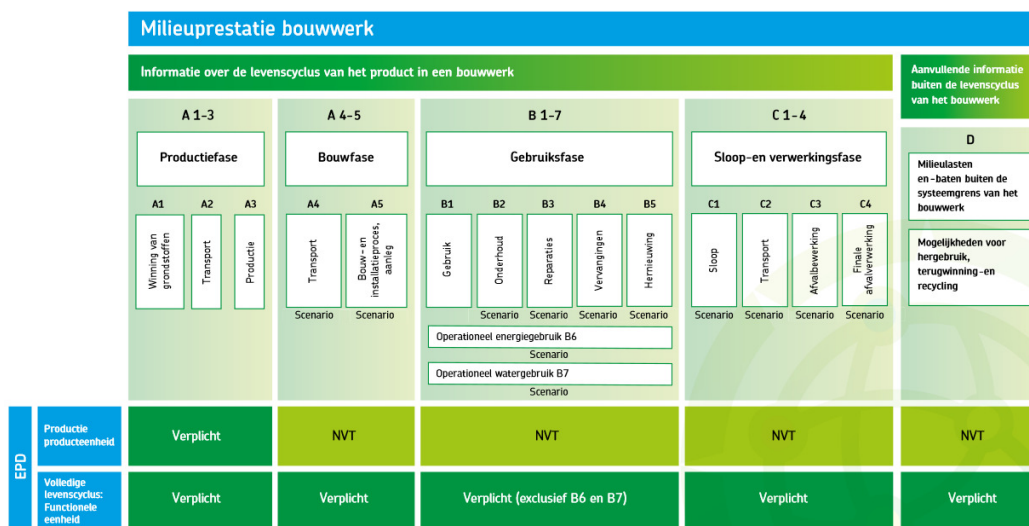 Milieuprestatie bouwwerk
Informatie over de levenscyclus van het product in een bouwwerk
Aanvullende informatie
buiten de levenscyclus
van het bouwwerk
A 1-3
Productiefase
A1
A2
A3
Winning van
grondstoffen
Transport
Productie
A 4-5
Bouwfase
A4
A5
Transport
Bouw- en
installatieproces,
aanleg
Scenario
Scenario
B 1-7
Gebruiksfase
B1
B2
B3
B4
B5
Gebruik
Onderhoud
Reparaties
Vervangingen
Hernieuwing
Scenario
Scenario
Scenario
Scenario
Operationeel energiegebruik B6
Scenario
Operationeel watergebruik B7
Scenario
C 1-4
Sloop-en verwerkingsfase
C1
C2
C3
C4
Sloop
Transport
Afvalbewerking
Finale
afvalverwerking
Scenario
Scenario
Scenario
Scenario
D
Milieulasten
en-baten buiten de
systeemgrens van het
bouwwerk
Mogelijkheden voor
hergebruik,
terugwinning-en
recycling
EPD
Productie
producteenheid
Verplicht
NVT
NVT
NVT
NVT
Volledige
levenscyclus:
Functionele
eenheid
Verplicht
Verplicht
Verplicht (exclusief B6 en B7)
Verplicht
Verplicht